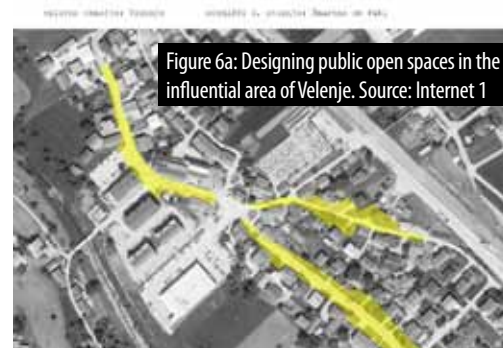 Figure 6a: Designing public open spaces in the
influential area of Velenje. Source: Internet 1